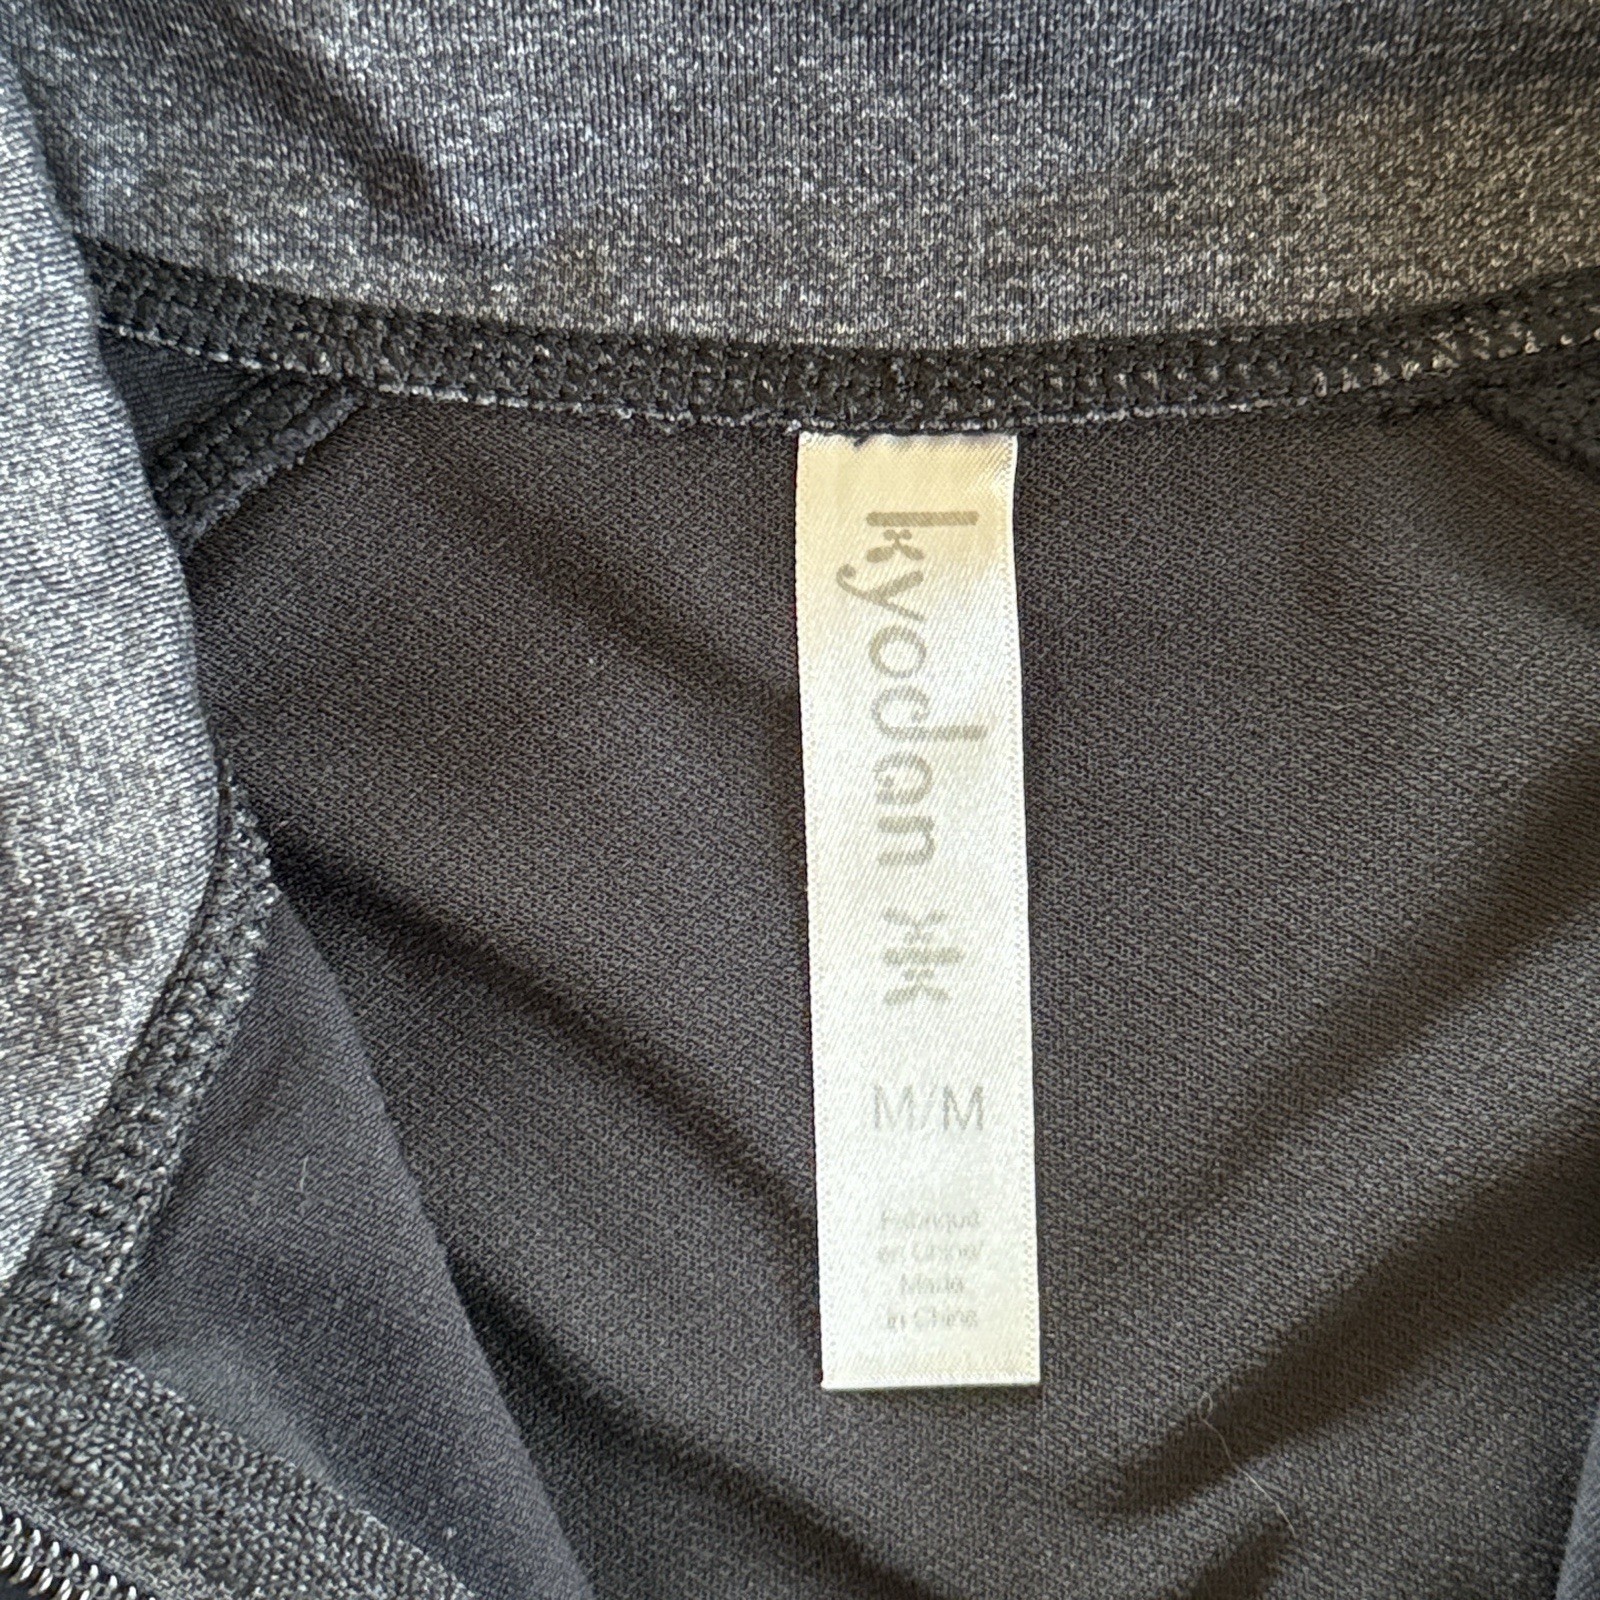 kyodan
M/M
Fabriqué
en Chine/
Made
in China